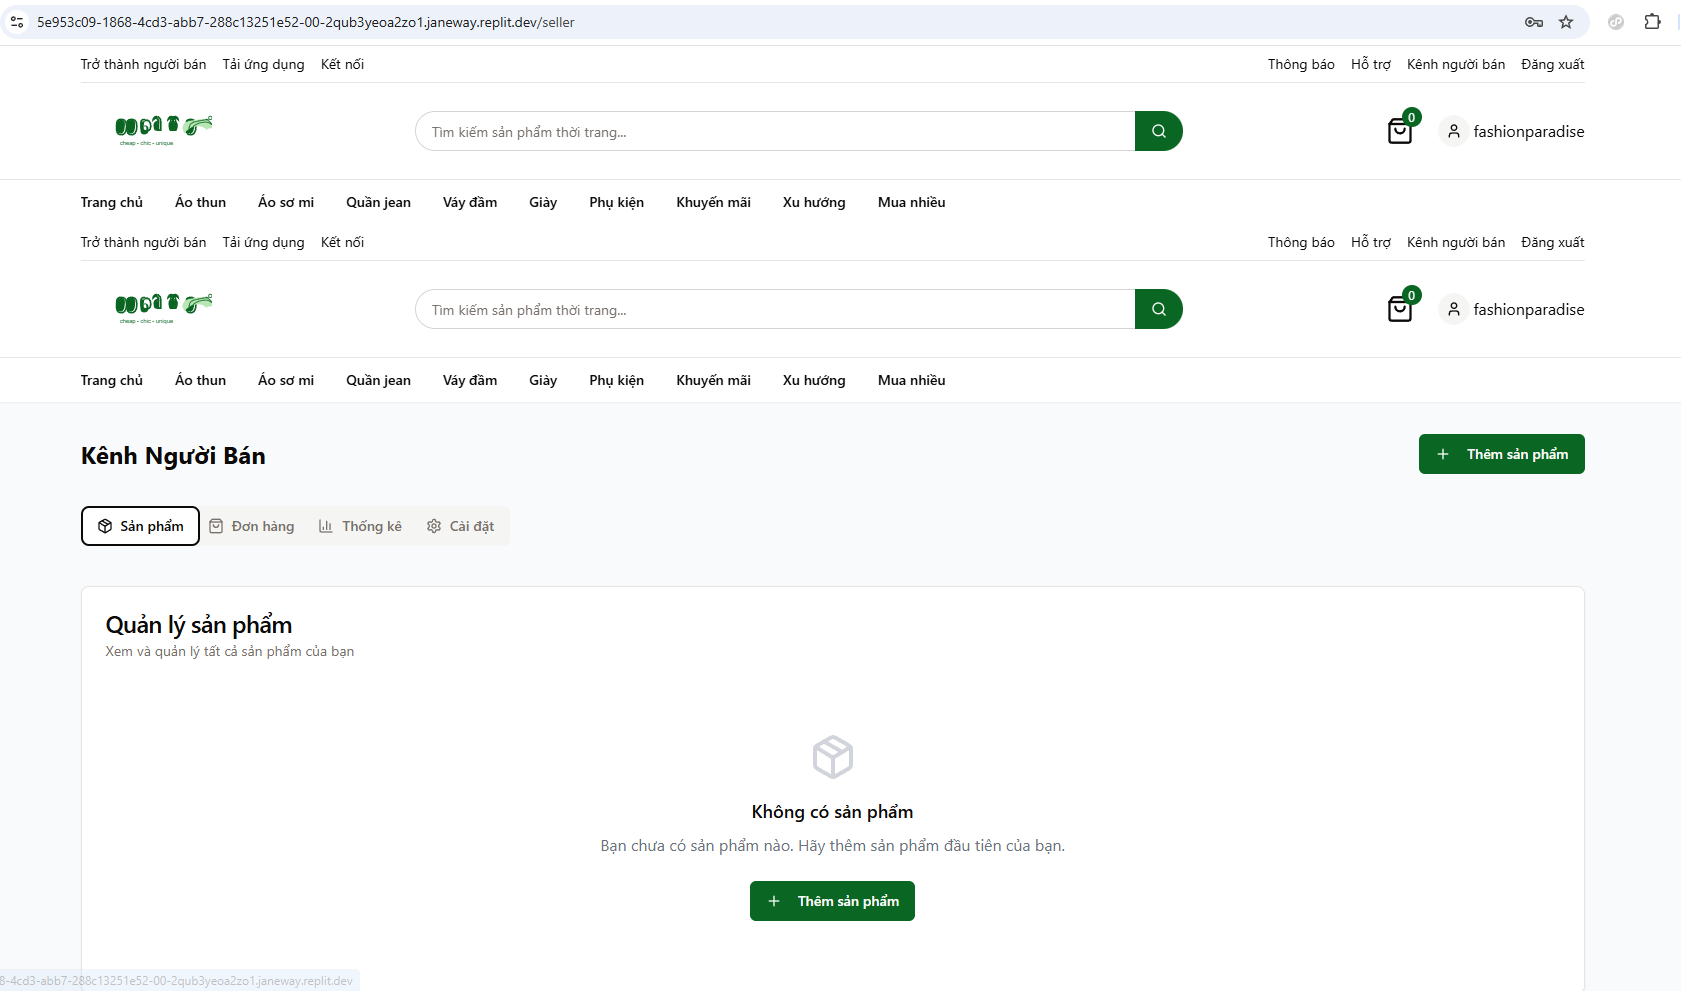 5e953c09-1868-4cd3-abb7-288c13251e52-00-2qub3yeoa2zo1.janeway.replit.dev/seller
Trở thành người bán Tải ứng dụng Kết nối Thông báo Hỗ trợ Kênh người bán Đăng xuất
Tìm kiếm sản phẩm thời trang... 0 fashionparadise
cheap • chic • unique
Trang chủ Áo thun Áo sơ mi Quần jean Váy đầm Giày Phụ kiện Khuyến mãi Xu hướng Mua nhiều
Trở thành người bán Tải ứng dụng Kết nối Thông báo Hỗ trợ Kênh người bán Đăng xuất
Tìm kiếm sản phẩm thời trang... 0 fashionparadise
cheap • chic • unique
Trang chủ Áo thun Áo sơ mi Quần jean Váy đầm Giày Phụ kiện Khuyến mãi Xu hướng Mua nhiều
Kênh Người Bán Thêm sản phẩm
Sản phẩm Đơn hàng Thống kê Cài đặt
Quản lý sản phẩm
Xem và quản lý tất cả sản phẩm của bạn
Không có sản phẩm
Bạn chưa có sản phẩm nào. Hãy thêm sản phẩm đầu tiên của bạn.
Thêm sản phẩm
8-4cd3-abb7-288c13251e52-00-2qub3yeoa2zo1.janeway.replit.dev